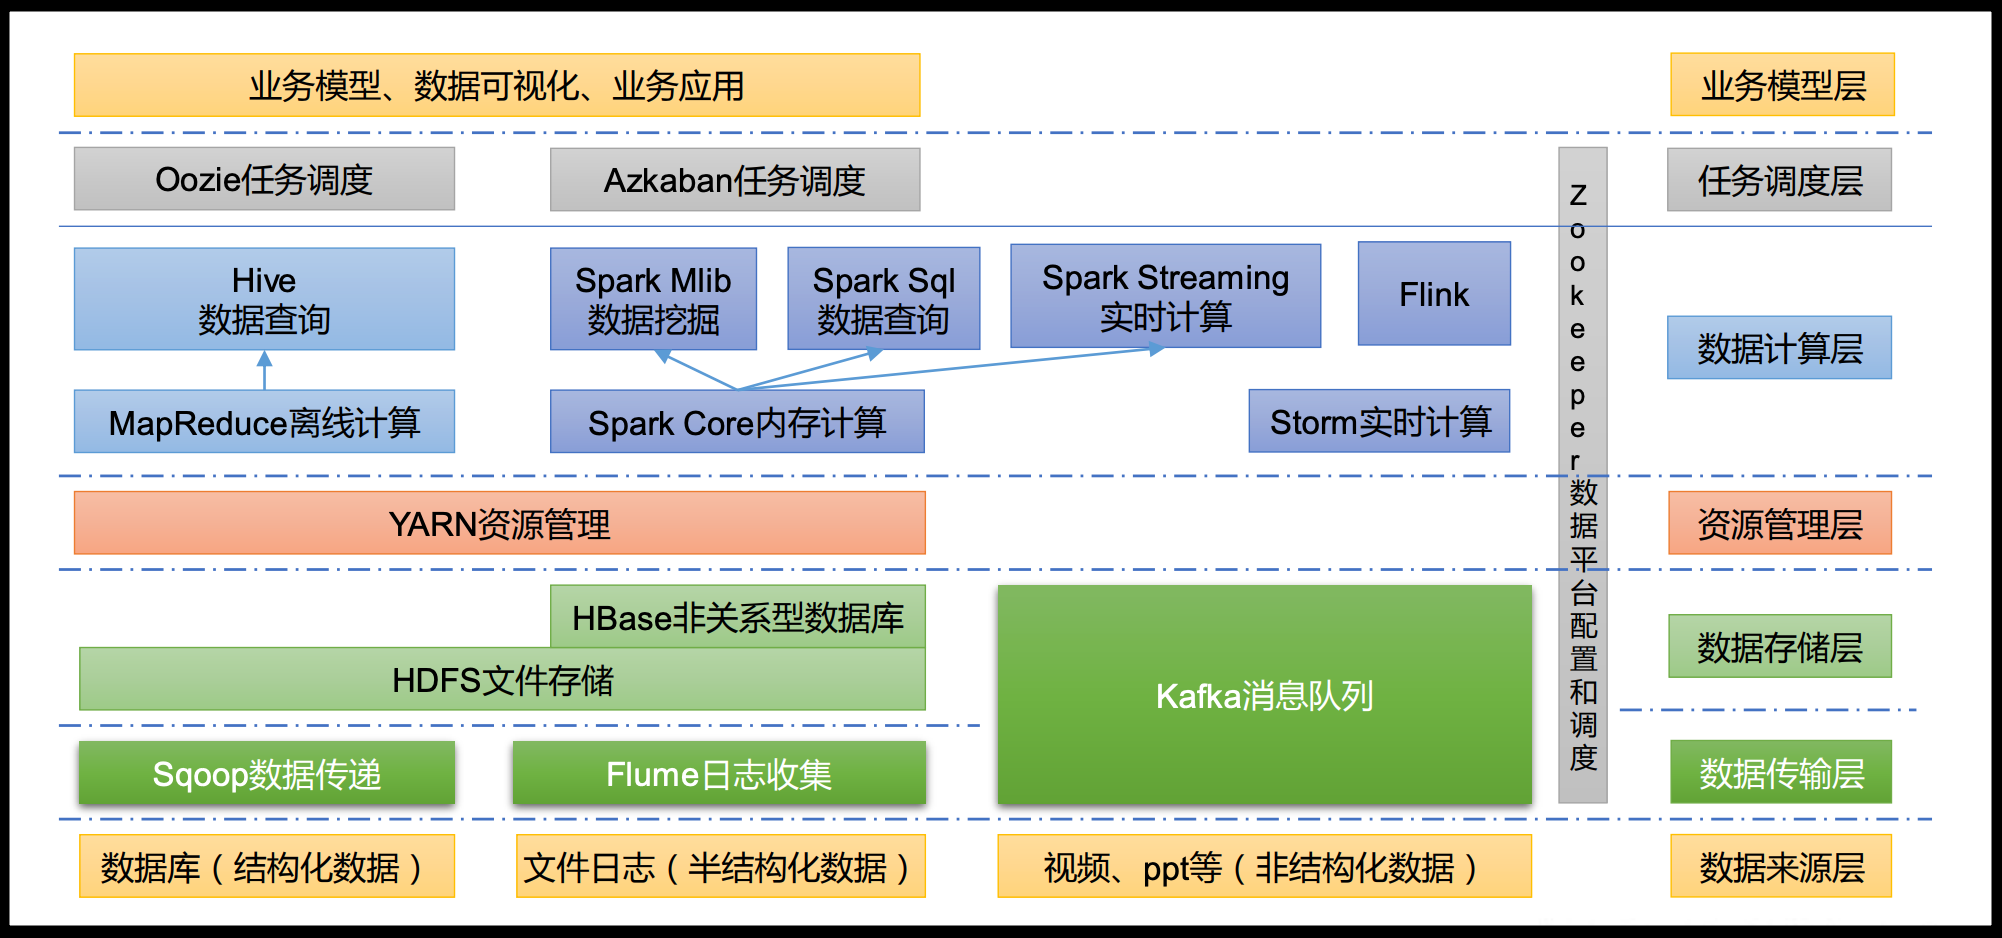 业务模型、数据可视化、业务应用
业务模型层
Oozie任务调度
Azkaban任务调度
任务调度层
Hive
数据查询
Spark Mlib
数据挖掘
Spark Sql
数据查询
Spark Streaming
实时计算
Flink
MapReduce离线计算
Spark Core内存计算
Storm实时计算
数据计算层
Zookeeper数据平台配置和调度
YARN资源管理
资源管理层
HBase非关系型数据库
HDFS文件存储
Kafka消息队列
数据存储层
Sqoop数据传递
Flume日志收集
数据传输层
数据库（结构化数据）
文件日志（半结构化数据）
视频、ppt等（非结构化数据）
数据来源层